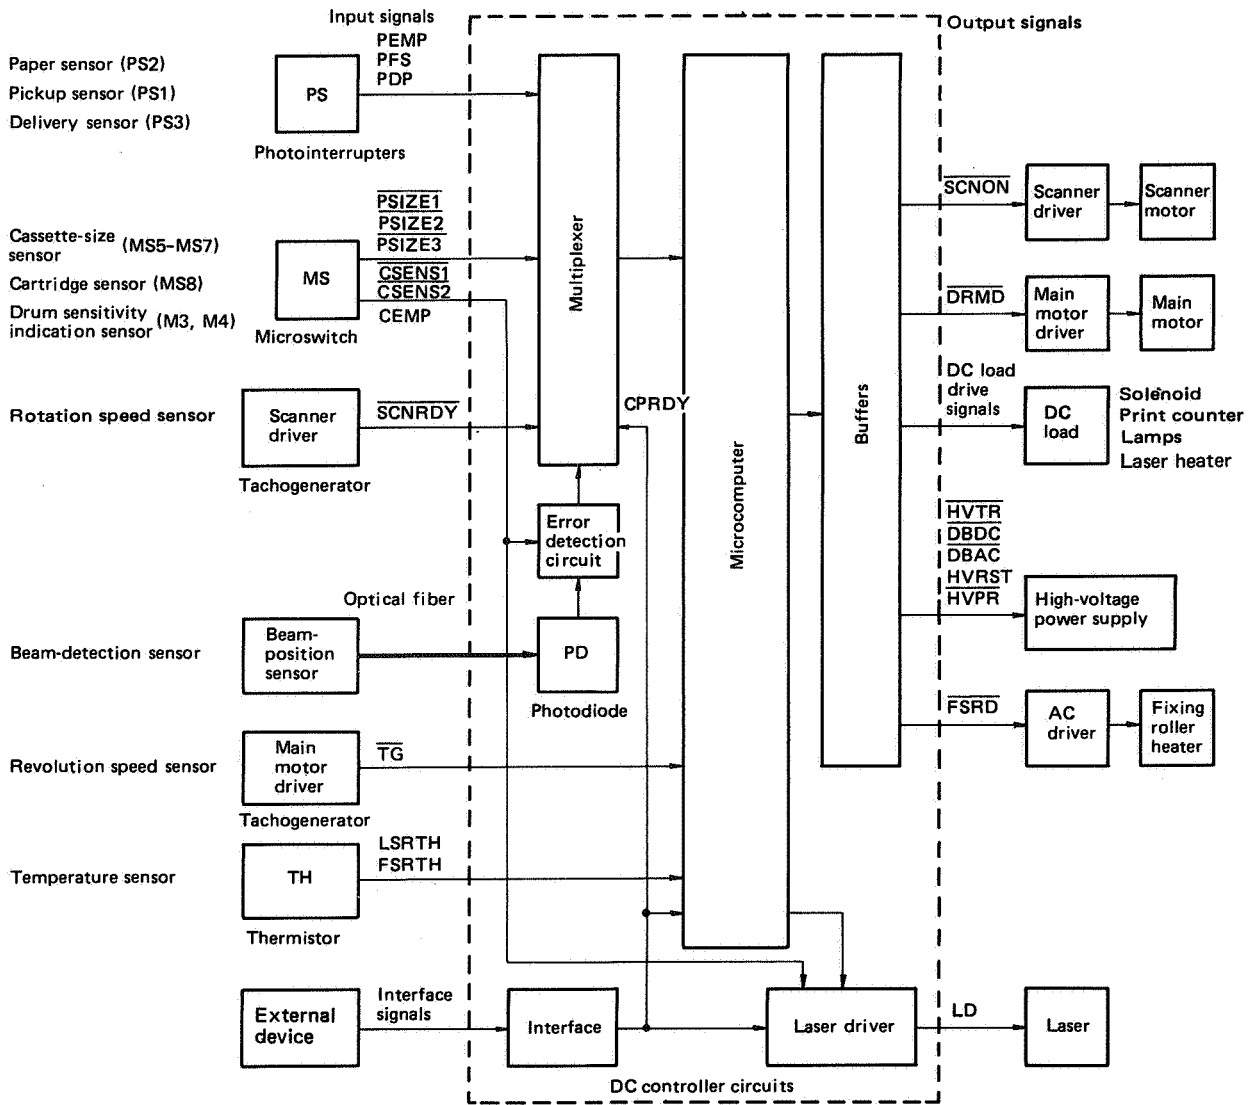 Input signals
Output signals
PEMP
PFS
PDP
Paper sensor (PS2)
Pickup sensor (PS1)
Delivery sensor (PS3)
PS
Photointerrupters
PSIZE1
PSIZE2
PSIZE3
CSENS1
CSENS2
CEMP
Cassette-size
sensor
(MS5–MS7)
Cartridge sensor (MS8)
Drum sensitivity
indication sensor
(M3, M4)
MS
Microswitch
Rotation speed sensor
Scanner
driver
SCNRDY
Tachogenerator
Multiplexer
CPRDY
Error
detection
circuit
Optical fiber
Beam-detection sensor
Beam-
position
sensor
PD
Photodiode
Revolution speed sensor
Main
motor
driver
TG
Tachogenerator
LSRTH
FSRTH
Temperature sensor
TH
Thermistor
External
device
Interface
signals
Interface
Microcomputer
Buffers
Laser driver
LD
Laser
DC controller circuits
SCNON
Scanner
driver
Scanner
motor
DRMD
Main
motor
driver
Main
motor
DC load
drive
signals
DC
load
Solenoid
Print counter
Lamps
Laser heater
HVTR
DBDC
DBAC
HVRST
HVPR
High-voltage
power supply
FSRD
AC
driver
Fixing
roller
heater